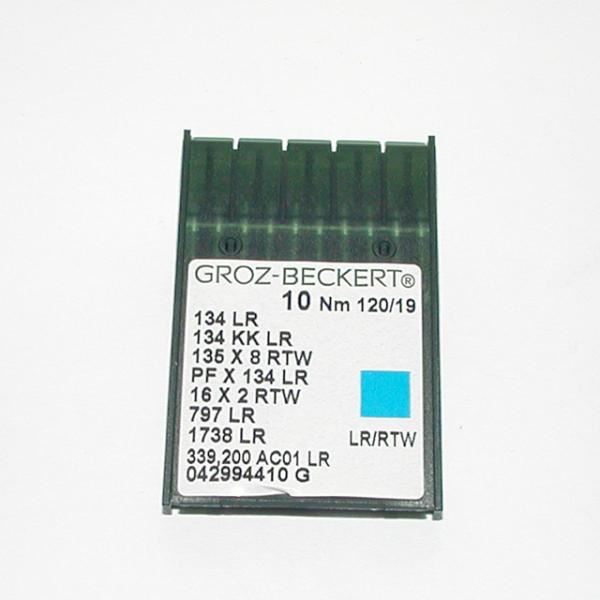 GROZ-BECKERT®
10 Nm 120/19
134 LR
134 KK LR
135 X 8 RTW
PF X 134 LR
16 X 2 RTW
797 LR
1738 LR
LR/RTW
339,200 AC01 LR
042994410 G